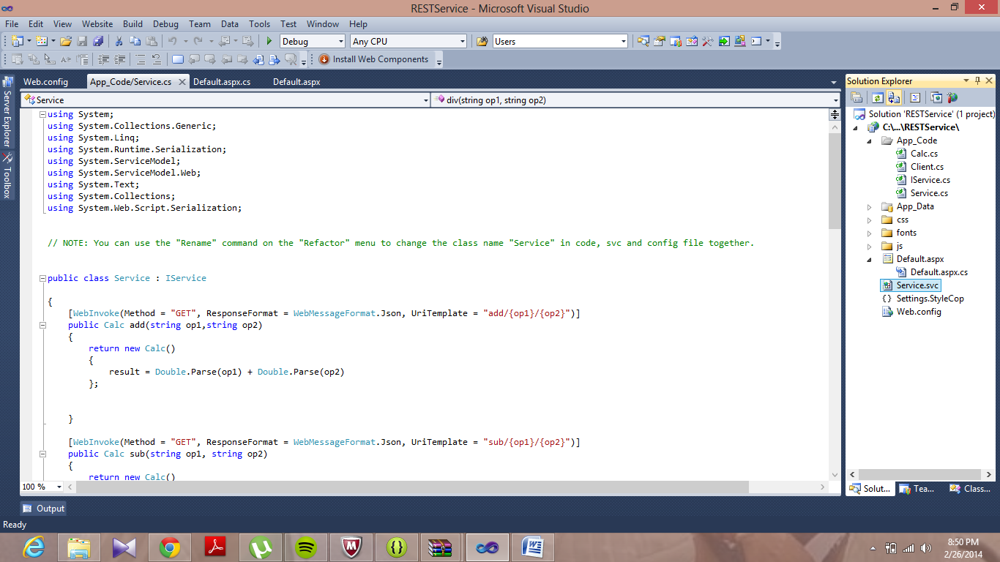 RESTService - Microsoft Visual Studio
File Edit View Website Build Debug Team Data Tools Test Window Help
Debug Any CPU Users
Install Web Components
Server Explorer
Toolbox
Web.config App_Code/Service.cs Default.aspx.cs Default.aspx
Service div(string op1, string op2)
using System;
using System.Collections.Generic;
using System.Linq;
using System.Runtime.Serialization;
using System.ServiceModel;
using System.ServiceModel.Web;
using System.Text;
using System.Collections;
using System.Web.Script.Serialization;
// NOTE: You can use the "Rename" command on the "Refactor" menu to change the class name "Service" in code, svc and config file together.
public class Service : IService
{
[WebInvoke(Method = "GET", ResponseFormat = WebMessageFormat.Json, UriTemplate = "add/{op1}/{op2}")]
public Calc add(string op1,string op2)
{
return new Calc()
{
result = Double.Parse(op1) + Double.Parse(op2)
};
}
[WebInvoke(Method = "GET", ResponseFormat = WebMessageFormat.Json, UriTemplate = "sub/{op1}/{op2}")]
public Calc sub(string op1, string op2)
{
return new Calc()
100 %
Solution Explorer
Solution 'RESTService' (1 project)
C:\...\RESTService\
App_Code
Calc.cs
Client.cs
IService.cs
Service.cs
App_Data
css
fonts
js
Default.aspx
Default.aspx.cs
Service.svc
Settings.StyleCop
Web.config
Solut... Tea... Class...
Output
Ready
8:50 PM
2/26/2014